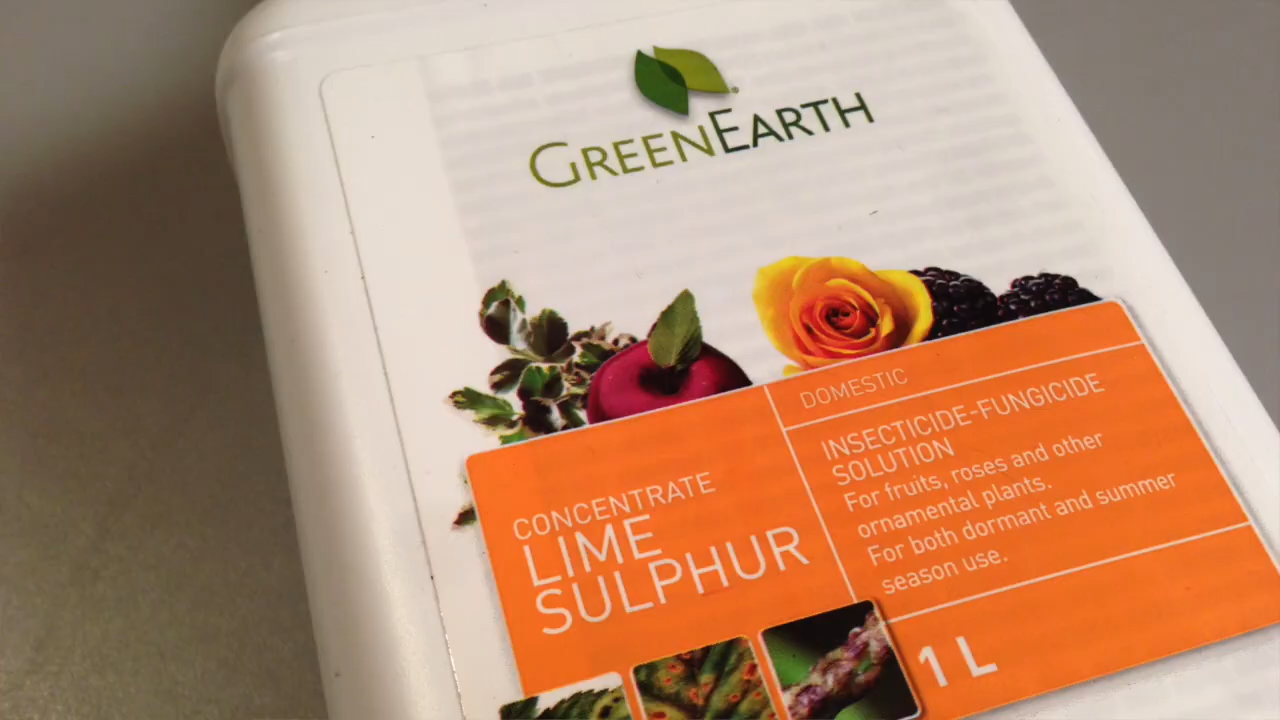 GREENEARTH
CONCENTRATE
LIME
SULPHUR
DOMESTIC
INSECTICIDE-FUNGICIDE
SOLUTION
For fruits, roses and other
ornamental plants.
For both dormant and summer
season use.
1 L